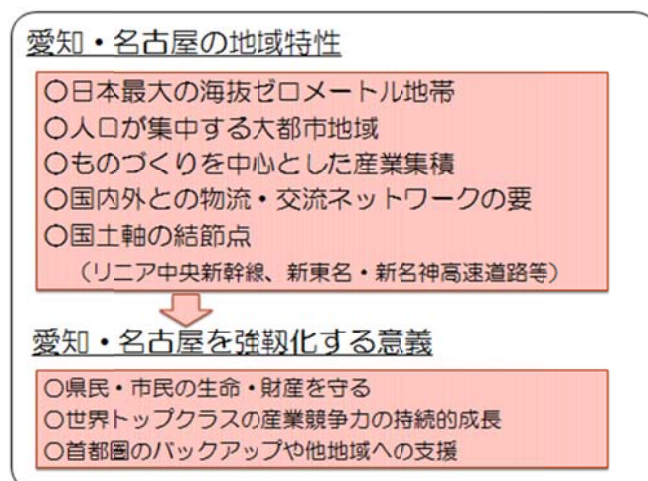 愛知・名古屋の地域特性
○日本最大の海抜ゼロメートル地帯
○人口が集中する大都市地域
○ものづくりを中心とした産業集積
○国内外との物流・交流ネットワークの要
○国土軸の結節点
（リニア中央新幹線、新東名・新名神高速道路等）
愛知・名古屋を強靱化する意義
○県民・市民の生命・財産を守る
○世界トップクラスの産業競争力の持続的成長
○首都圏のバックアップや他地域への支援